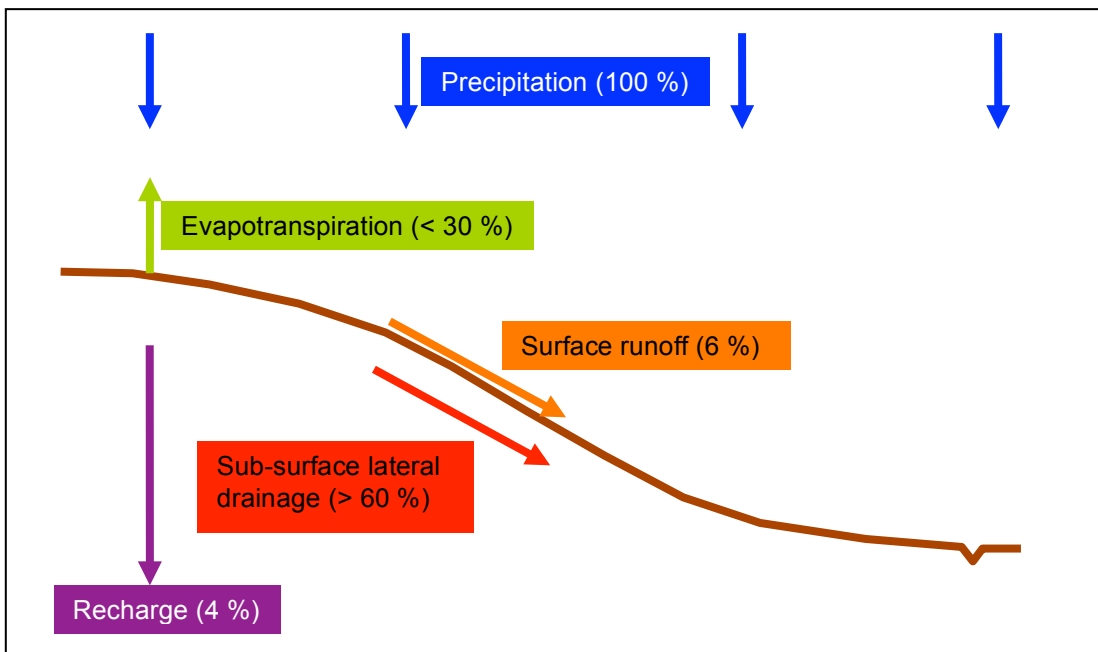 Precipitation (100 %)
Evapotranspiration (< 30 %)
Surface runoff (6 %)
Sub-surface lateral
drainage (> 60 %)
Recharge (4 %)